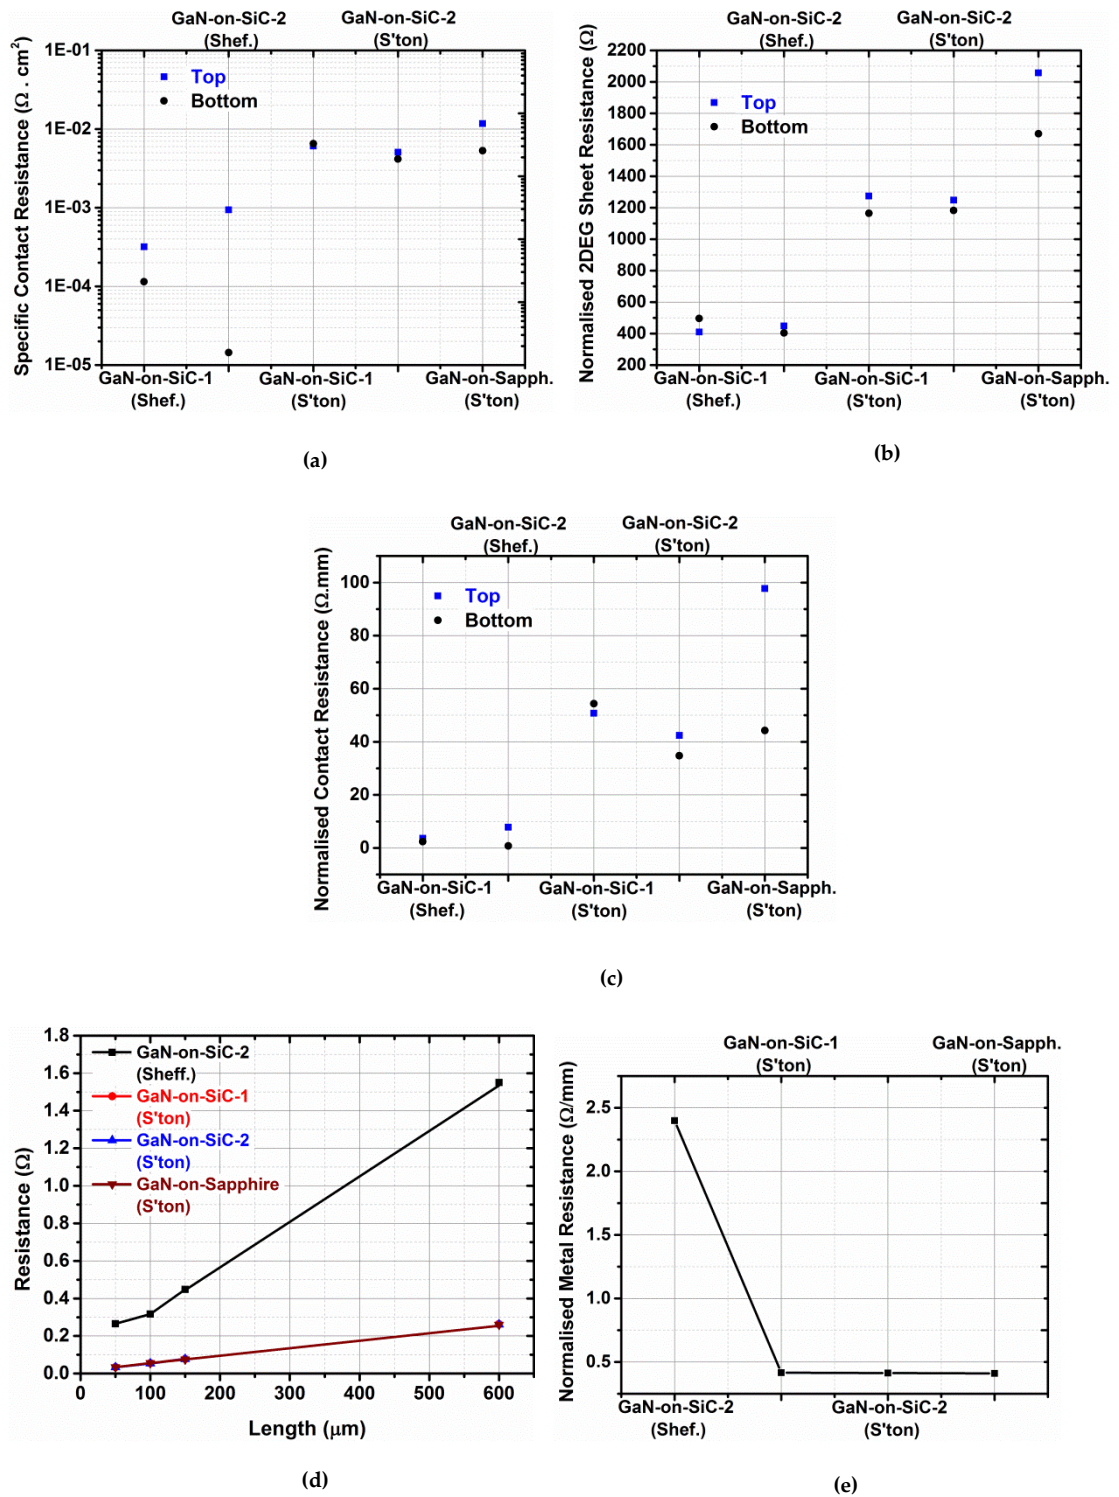 GaN-on-SiC-2
(Shef.)
GaN-on-SiC-2
(S'ton)
Specific Contact Resistance (Ω . cm²)
1E-01
1E-02
1E-03
1E-04
1E-05
Top
Bottom
GaN-on-SiC-1
(Shef.)
GaN-on-SiC-1
(S'ton)
GaN-on-Sapph.
(S'ton)
(a)
GaN-on-SiC-2
(Shef.)
GaN-on-SiC-2
(S'ton)
Normalised 2DEG Sheet Resistance (Ω)
2200
2000
1800
1600
1400
1200
1000
800
600
400
200
Top
Bottom
GaN-on-SiC-1
(Shef.)
GaN-on-SiC-1
(S'ton)
GaN-on-Sapph.
(S'ton)
(b)
GaN-on-SiC-2
(Shef.)
GaN-on-SiC-2
(S'ton)
Normalised Contact Resistance (Ω.mm)
100
80
60
40
20
0
Top
Bottom
GaN-on-SiC-1
(Shef.)
GaN-on-SiC-1
(S'ton)
GaN-on-Sapph.
(S'ton)
(c)
Resistance (Ω)
1.8
1.6
1.4
1.2
1.0
0.8
0.6
0.4
0.2
0.0
GaN-on-SiC-2
(Sheff.)
GaN-on-SiC-1
(S'ton)
GaN-on-SiC-2
(S'ton)
GaN-on-Sapphire
(S'ton)
0 100 200 300 400 500 600
Length (μm)
(d)
GaN-on-SiC-1
(S'ton)
GaN-on-Sapph.
(S'ton)
Normalised Metal Resistance (Ω/mm)
2.5
2.0
1.5
1.0
0.5
GaN-on-SiC-2
(Shef.)
GaN-on-SiC-2
(S'ton)
(e)